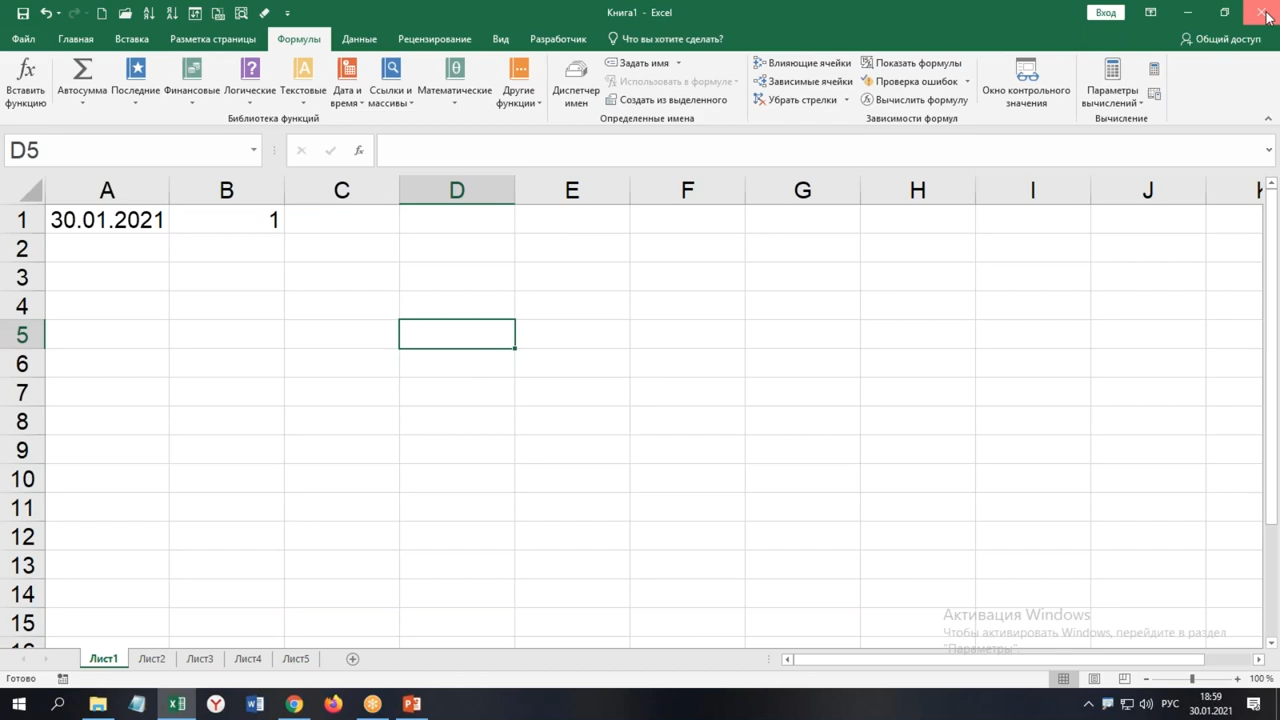 Книга1 - Excel
Вход
Файл Главная Вставка Разметка страницы Формулы Данные Рецензирование Вид Разработчик Что вы хотите сделать? Общий доступ
Вставить функцию
Автосумма
Последние
Финансовые
Логические
Текстовые
Дата и время
Ссылки и массивы
Математические
Другие функции
Библиотека функций
Диспетчер имен
Задать имя
Использовать в формуле
Создать из выделенного
Определенные имена
Влияющие ячейки
Зависимые ячейки
Убрать стрелки
Показать формулы
Проверка ошибок
Вычислить формулу
Зависимости формул
Окно контрольного значения
Параметры вычислений
Вычисление
D5
fx
A B C D E F G H I J K
1 30.01.2021 1
2
3
4
5
6
7
8
9
10
11
12
13
14
15
16
Активация Windows
Чтобы активировать Windows, перейдите в раздел
"Параметры".
Лист1 Лист2 Лист3 Лист4 Лист5
Готово
100 %
РУС
18:59
30.01.2021